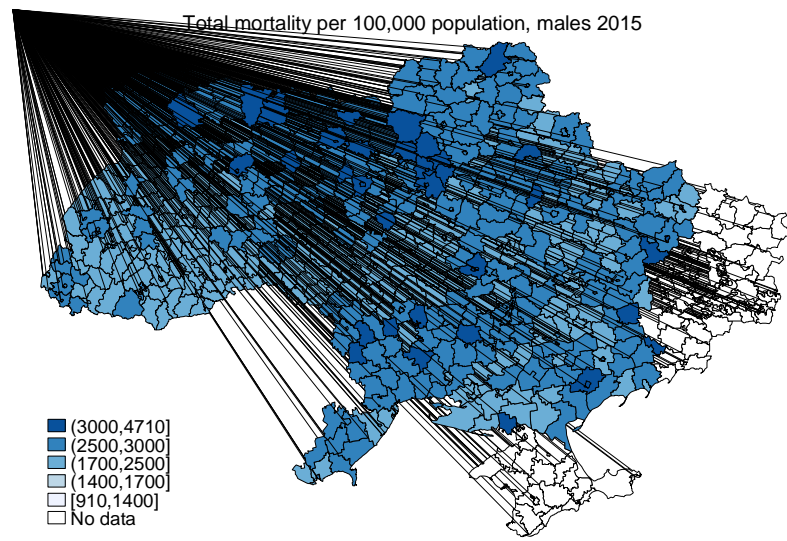 Total mortality per 100,000 population, males 2015
(3000,4710]
(2500,3000]
(1700,2500]
(1400,1700]
[910,1400]
No data